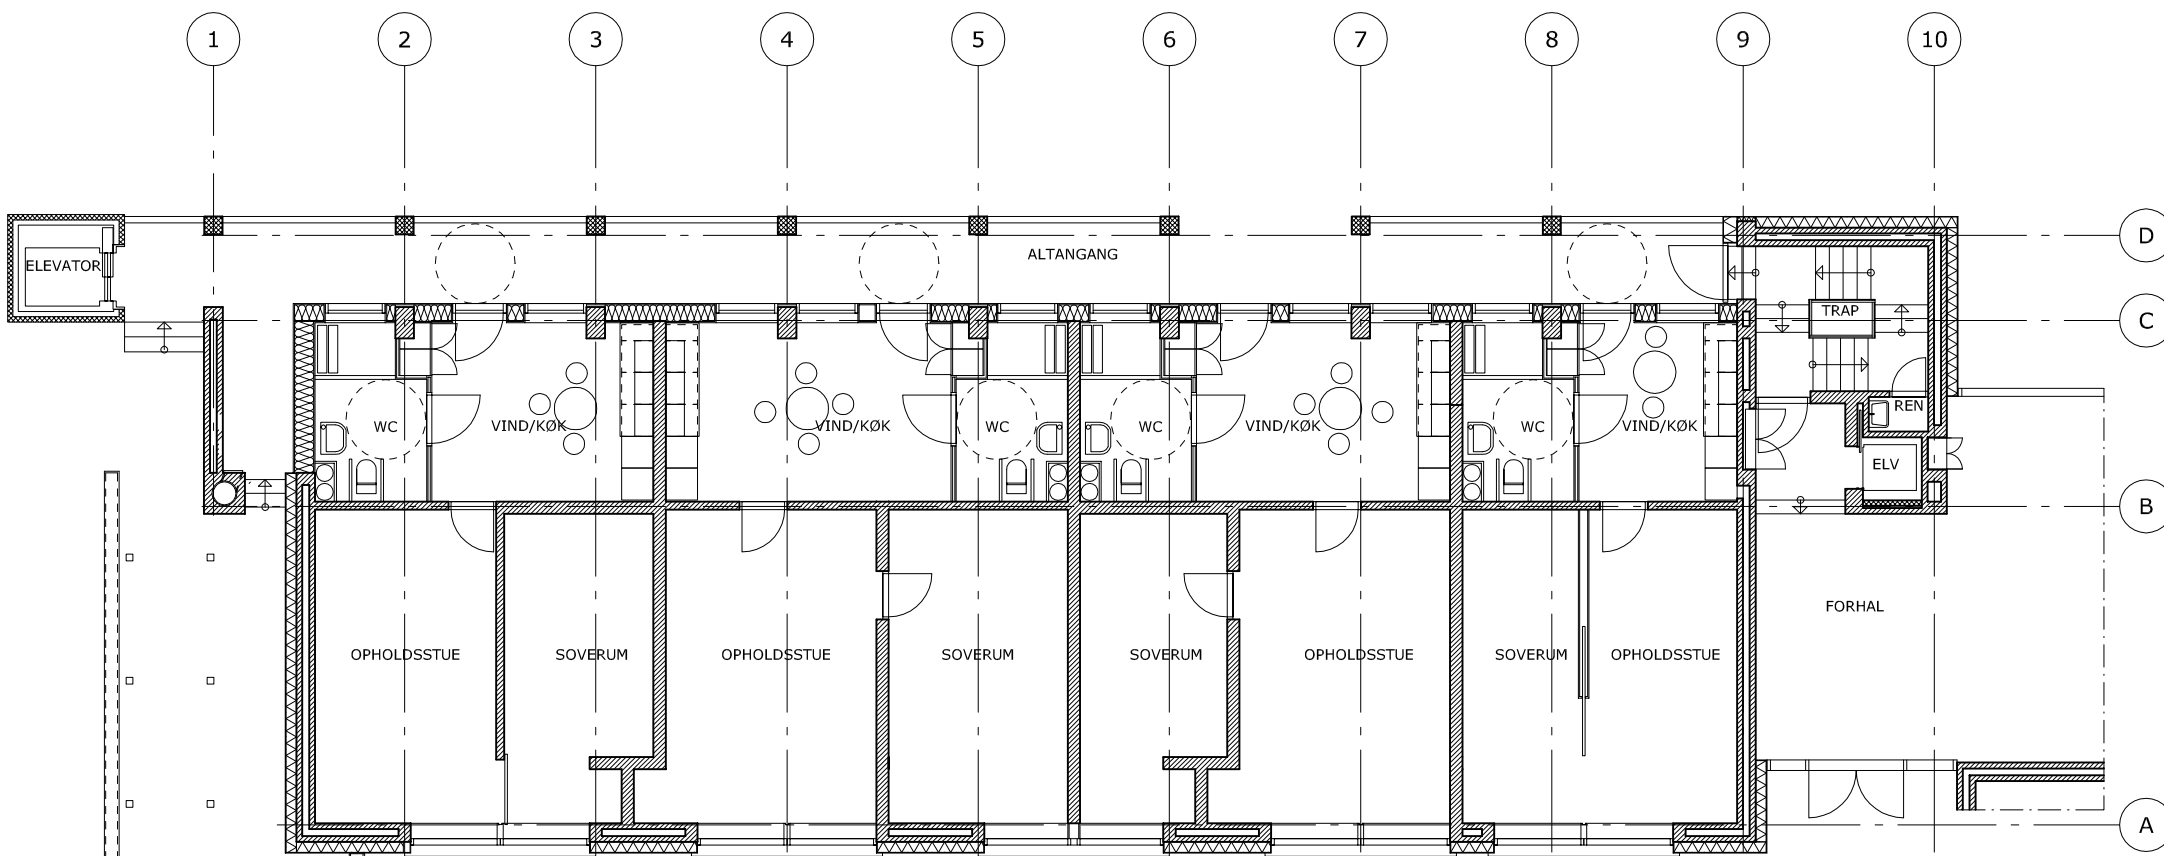 1 2 3 4 5 6 7 8 9 10
D
ALTANGANG
ELEVATOR
TRAP
C
REN
WC VIND/KØK VIND/KØK WC WC VIND/KØK WC VIND/KØK
ELV
B
FORHAL
OPHOLDSSTUE SOVERUM OPHOLDSSTUE SOVERUM SOVERUM OPHOLDSSTUE SOVERUM OPHOLDSSTUE
A